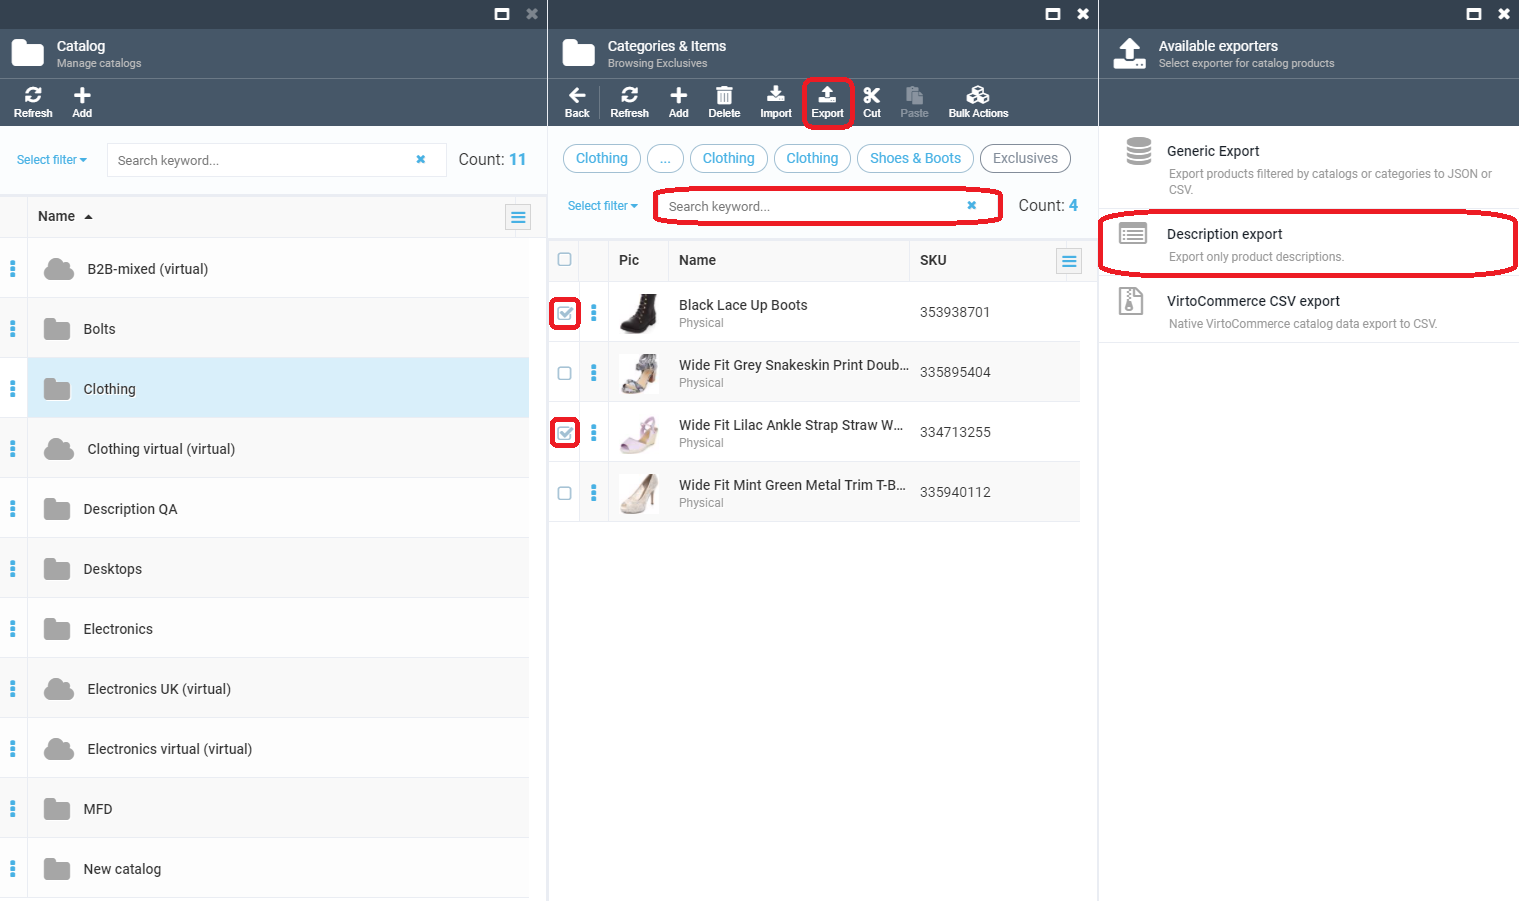 Catalog
Manage catalogs
Refresh
Add
Select filter
Search keyword...
Count: 11
Name
B2B-mixed (virtual)
Bolts
Clothing
Clothing virtual (virtual)
Description QA
Desktops
Electronics
Electronics UK (virtual)
Electronics virtual (virtual)
MFD
New catalog
Categories & Items
Browsing Exclusives
Back
Refresh
Add
Delete
Import
Export
Cut
Paste
Bulk Actions
Clothing
...
Clothing
Clothing
Shoes & Boots
Exclusives
Select filter
Search keyword...
Count: 4
Pic
Name
SKU
Black Lace Up Boots
Physical
353938701
Wide Fit Grey Snakeskin Print Doub...
Physical
335895404
Wide Fit Lilac Ankle Strap Straw W...
Physical
334713255
Wide Fit Mint Green Metal Trim T-B...
Physical
335940112
Available exporters
Select exporter for catalog products
Generic Export
Export products filtered by catalogs or categories to JSON or
CSV.
Description export
Export only product descriptions.
VirtoCommerce CSV export
Native VirtoCommerce catalog data export to CSV.